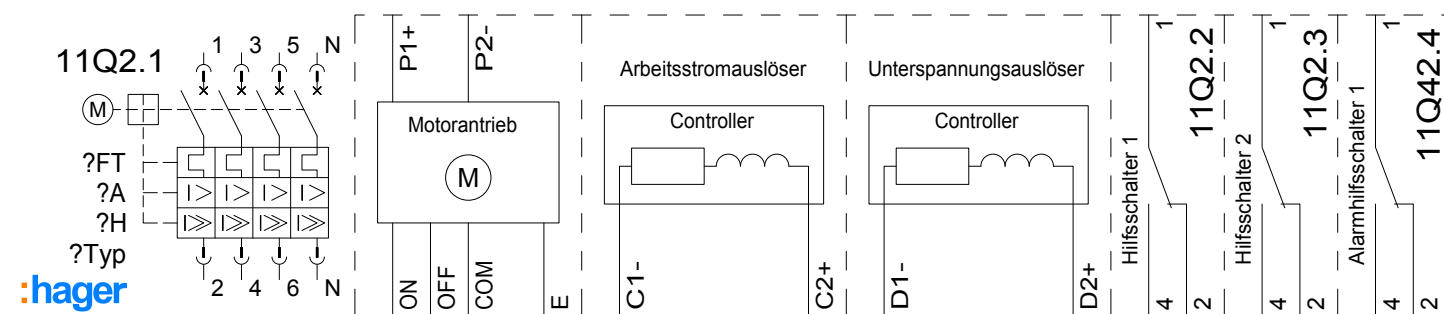 11Q2.1
1 3 5 N
M
?FT
?A
?H
?Typ
I> I> I> I>
I>> I>> I>> I>>
2 4 6 N
:hager
P1+ P2-
Motorantrieb
M
ON OFF COM E
Arbeitsstromauslöser
Controller
C1- C2+
Unterspannungsauslöser
Controller
D1- D2+
1
11Q2.2
Hilfsschalter 1
4 2
1
11Q2.3
Hilfsschalter 2
4 2
1
11Q42.4
Alarmhilfsschalter 1
4 2